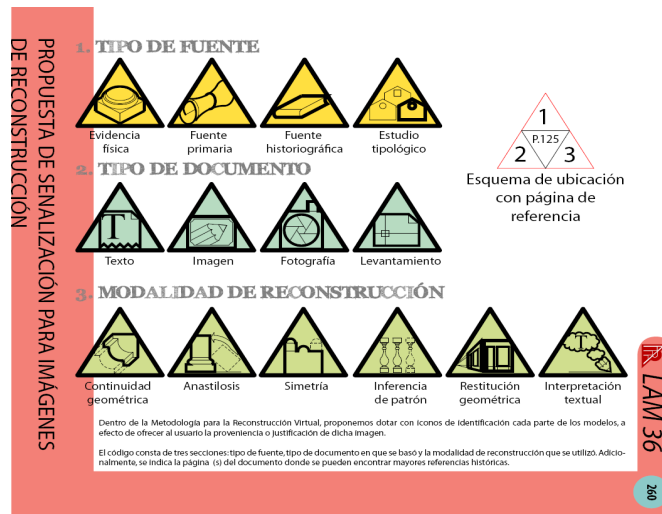 PROPUESTA DE SENALIZACIÓN PARA IMÁGENES
DE RECONSTRUCCIÓN
1. TIPO DE FUENTE
Evidencia
física
Fuente
primaria
Fuente
historiográfica
Estudio
tipológico
2. TIPO DE DOCUMENTO
T
Texto
Imagen
Fotografía
Levantamiento
3. MODALIDAD DE RECONSTRUCCIÓN
Continuidad
geométrica
Anastilosis
Simetría
Inferencia
de patrón
Restitución
geométrica
T
Interpretación
textual
1
P.125
2 3
Esquema de ubicación
con página de
referencia
Dentro de la Metodología para la Reconstrucción Virtual, proponemos dotar con iconos de identificación cada parte de los modelos, a
efecto de ofrecer al usuario la proveniencia o justificación de dicha imagen.
El código consta de tres secciones: tipo de fuente, tipo de documento en que se basó y la modalidad de reconstrucción que se utilizó. Adicio-
nalmente, se indica la página (s) del documento donde se pueden encontrar mayores referencias históricas.
LAM 36
260